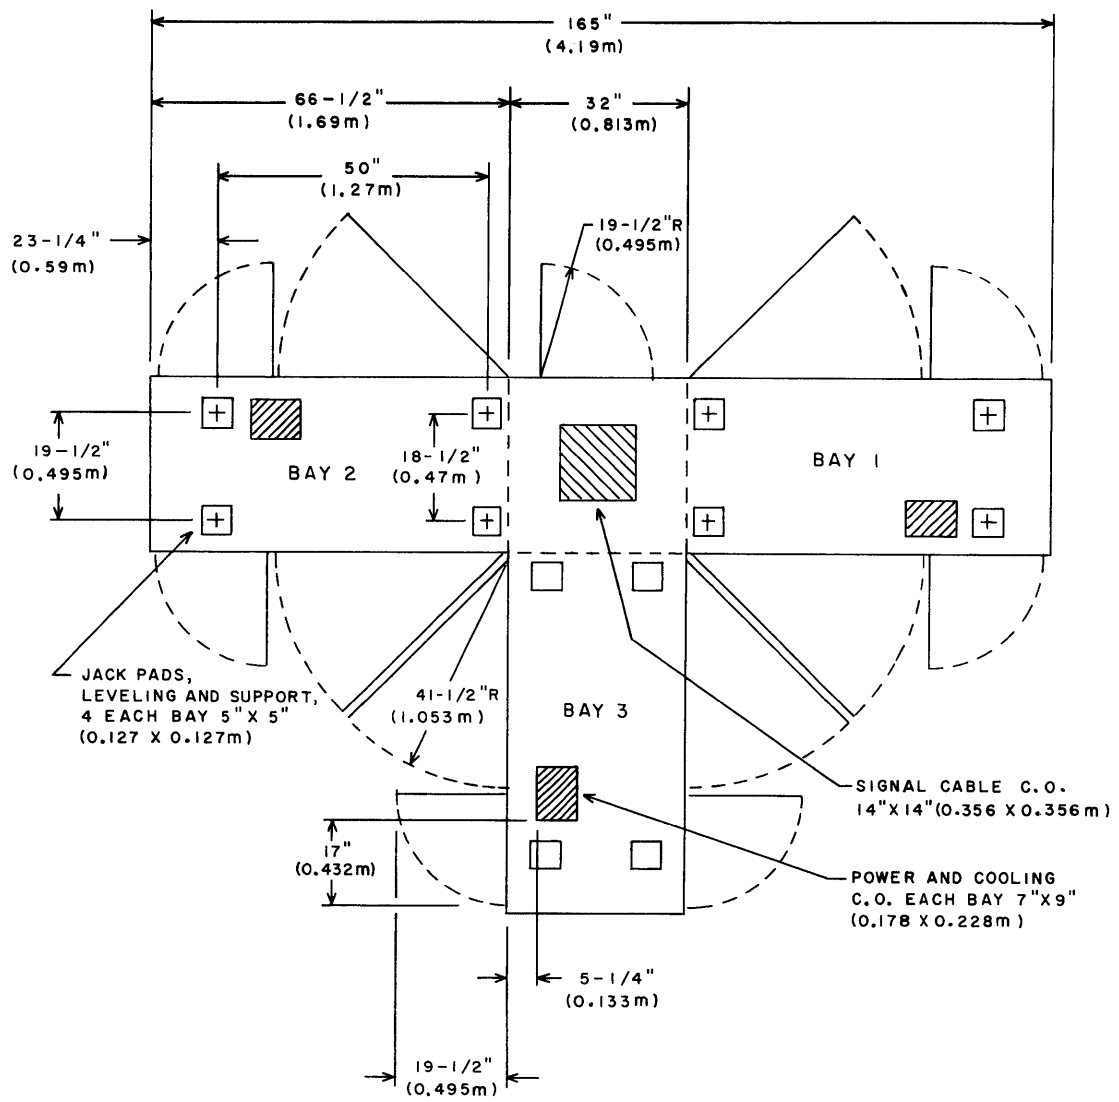 165"
(4.19m)
66-1/2"
(1.69m)
32"
(0.813m)
50"
(1.27m)
23-1/4"
(0.59m)
19-1/2"R
(0.495m)
19-1/2"
(0.495m)
18-1/2"
(0.47m)
BAY 2
BAY 1
JACK PADS,
LEVELING AND SUPPORT,
4 EACH BAY 5"X 5"
(0.127 X 0.127m)
41-1/2"R
(1.053m)
BAY 3
SIGNAL CABLE C.O.
14"X14"(0.356 X 0.356m)
17"
(0.432m)
POWER AND COOLING
C.O. EACH BAY 7"X9"
(0.178 X 0.228m)
5-1/4"
(0.133m)
19-1/2"
(0.495m)